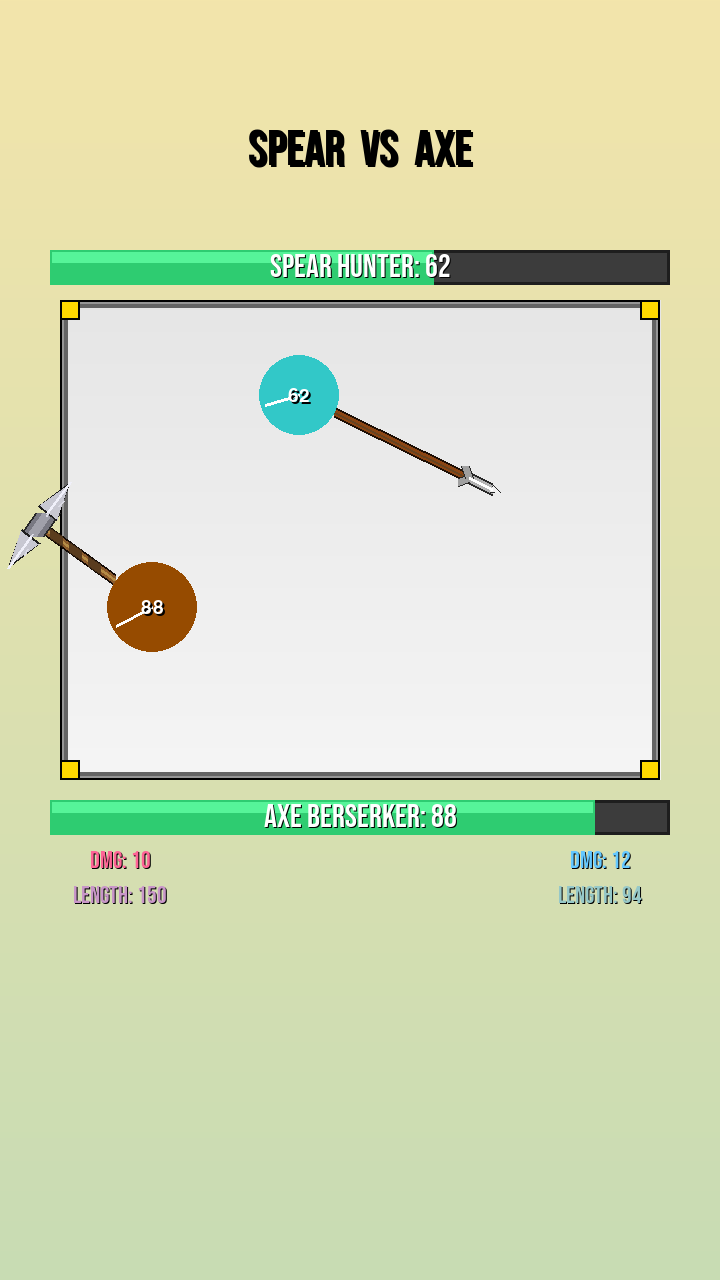 SPEAR VS AXE
SPEAR HUNTER: 62
62
88
AXE BERSERKER: 88
DMG: 10
DMG: 12
LENGTH: 150
LENGTH: 94